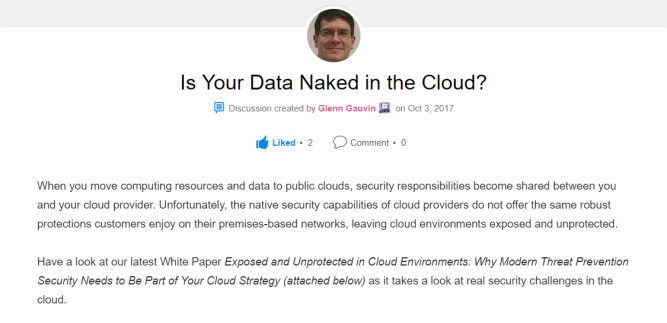 Is Your Data Naked in the Cloud?
Discussion created by Glenn Gauvin on Oct 3, 2017
Liked • 2 Comment • 0
When you move computing resources and data to public clouds, security responsibilities become shared between you
and your cloud provider. Unfortunately, the native security capabilities of cloud providers do not offer the same robust
protections customers enjoy on their premises-based networks, leaving cloud environments exposed and unprotected.
Have a look at our latest White Paper Exposed and Unprotected in Cloud Environments: Why Modern Threat Prevention
Security Needs to Be Part of Your Cloud Strategy (attached below) as it takes a look at real security challenges in the
cloud.